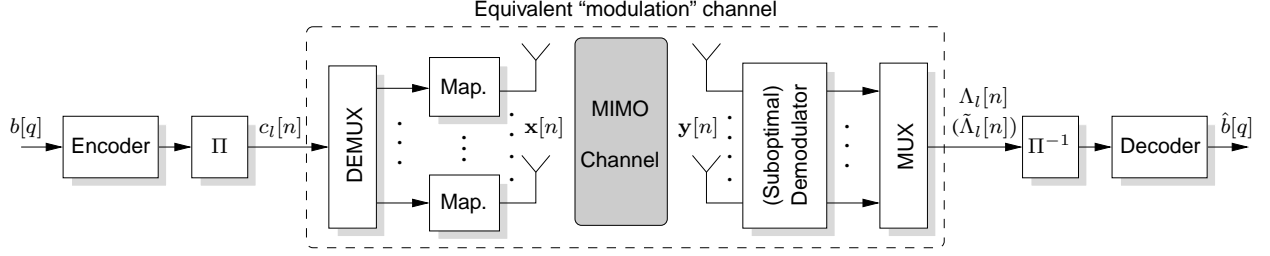 Equivalent “modulation” channel
b[q]
Encoder
Π
c_l[n]
DEMUX
Map.
Map.
x[n]
MIMO
Channel
y[n]
(Suboptimal)
Demodulator
MUX
Λ_l[n]
(Λ̃_l[n])
Π⁻¹
Decoder
b̂[q]